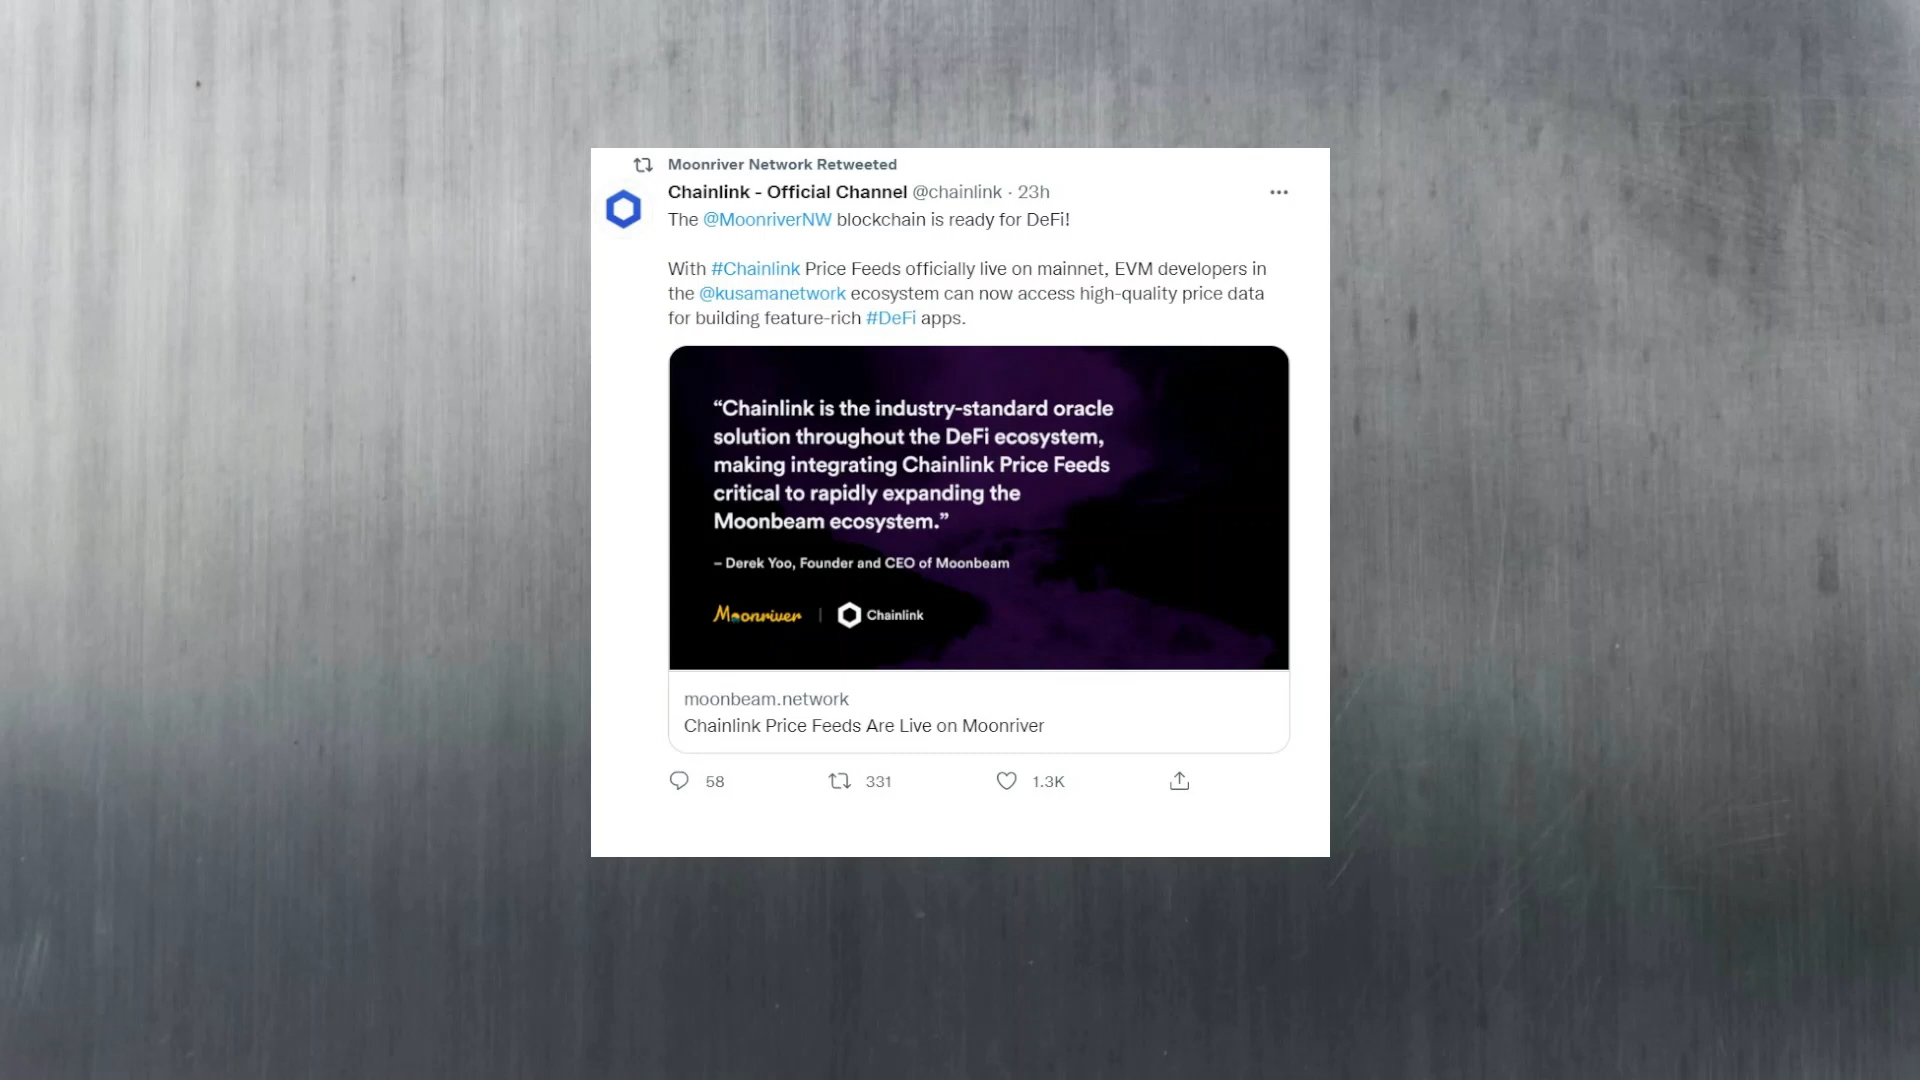 Moonriver Network Retweeted
Chainlink - Official Channel @chainlink · 23h
The @MoonriverNW blockchain is ready for DeFi!
With #Chainlink Price Feeds officially live on mainnet, EVM developers in
the @kusamanetwork ecosystem can now access high-quality price data
for building feature-rich #DeFi apps.
“Chainlink is the industry-standard oracle
solution throughout the DeFi ecosystem,
making integrating Chainlink Price Feeds
critical to rapidly expanding the
Moonbeam ecosystem.”
– Derek Yoo, Founder and CEO of Moonbeam
Moonriver | Chainlink
moonbeam.network
Chainlink Price Feeds Are Live on Moonriver
58 331 1.3K